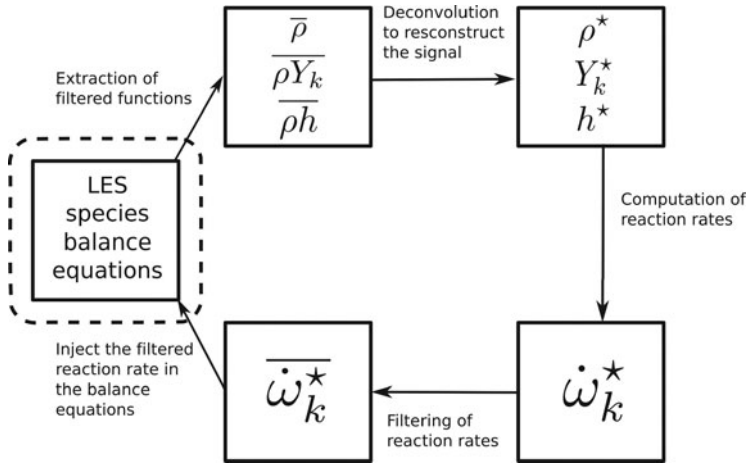 Deconvolution
to resconstruct
the signal
Extraction of
filtered functions
ρ̅
\overline{ρY_k}
\overline{ρh}
ρ^⋆
Y_k^⋆
h^⋆
LES
species
balance
equations
Computation of
reaction rates
Inject the filtered
reaction rate in
the balance
equations
\overline{ω̇_k^⋆}
Filtering of
reaction rates
ω̇_k^⋆